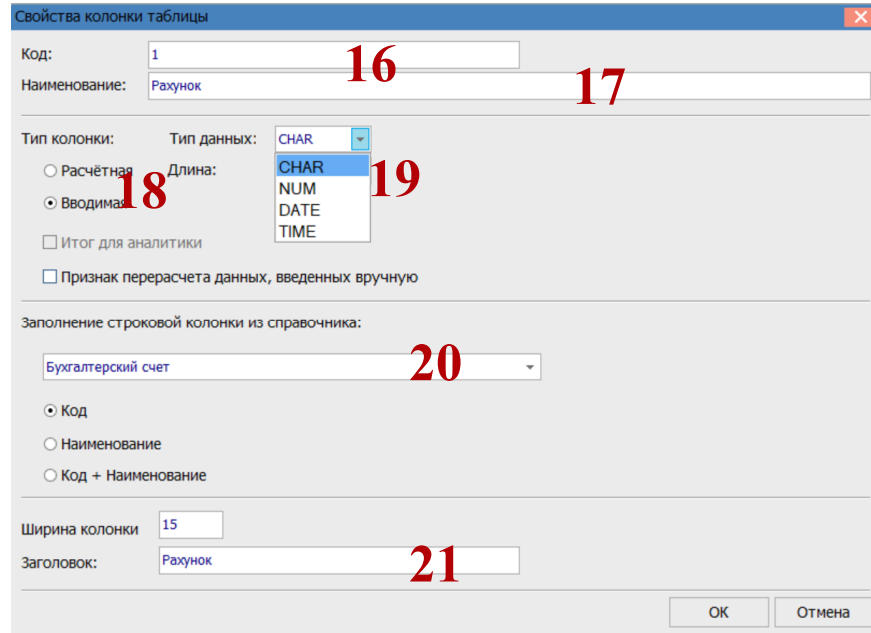 Свойства колонки таблицы
Код: 1 16
Наименование: Рахунок 17
Тип колонки: Тип данных: CHAR
Расчётная Длина: CHAR 19
18 NUM
Вводимая DATE
TIME
Итог для аналитики
Признак перерасчета данных, введенных вручную
Заполнение строковой колонки из справочника:
Бухгалтерский счет 20
Код
Наименование
Код + Наименование
Ширина колонки 15
Заголовок: Рахунок 21
ОК Отмена